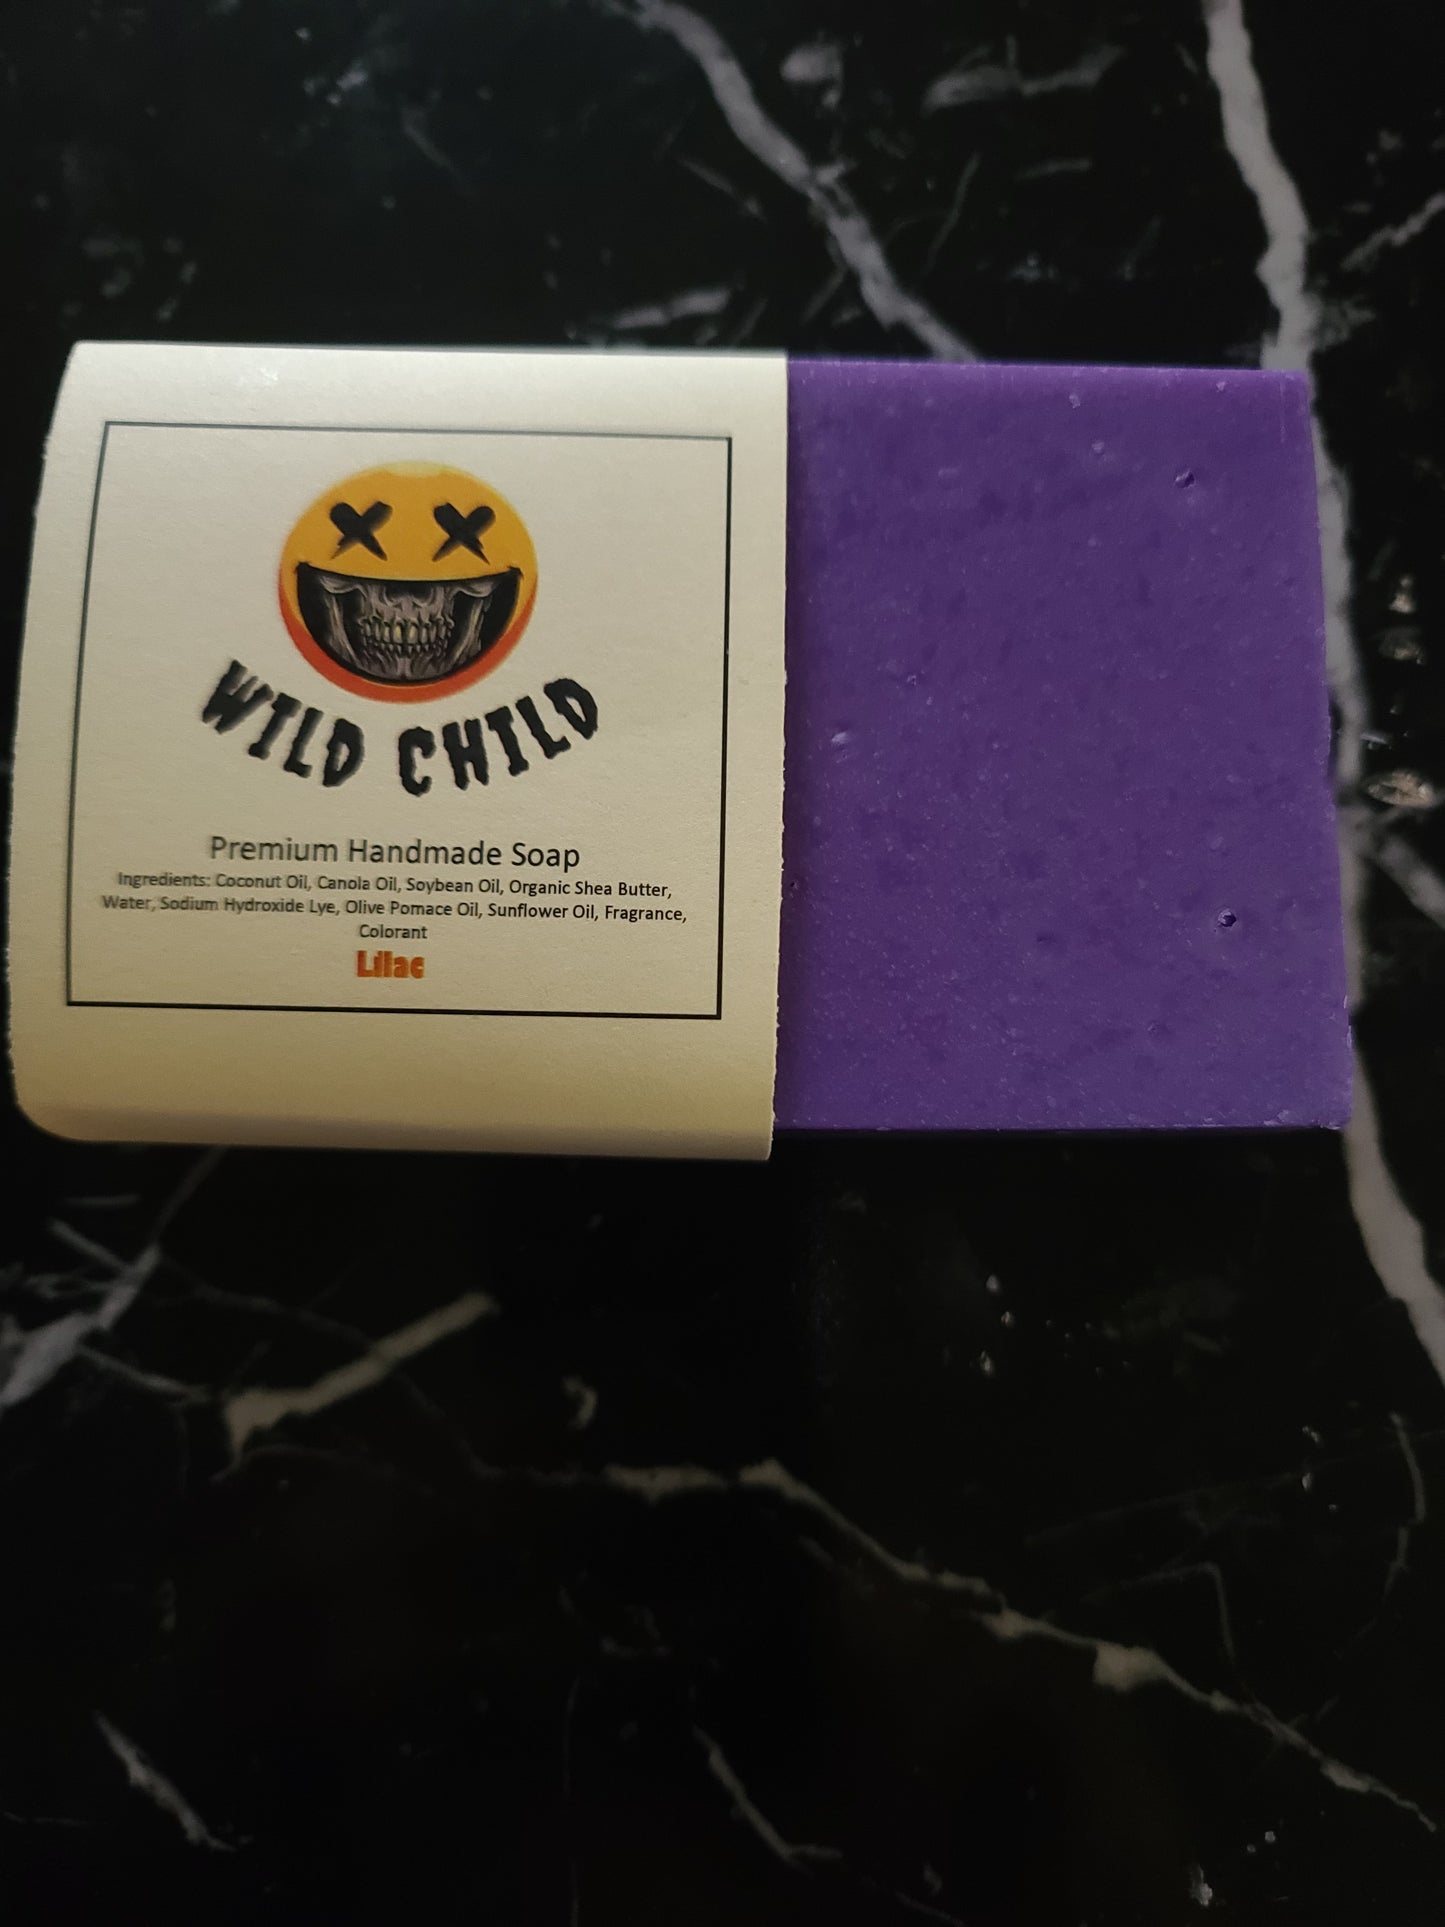 WILD CHILD
Premium Handmade Soap
Ingredients: Coconut Oil, Canola Oil, Soybean Oil, Organic Shea Butter,
Water, Sodium Hydroxide Lye, Olive Pomace Oil, Sunflower Oil, Fragrance,
Colorant
Lilac